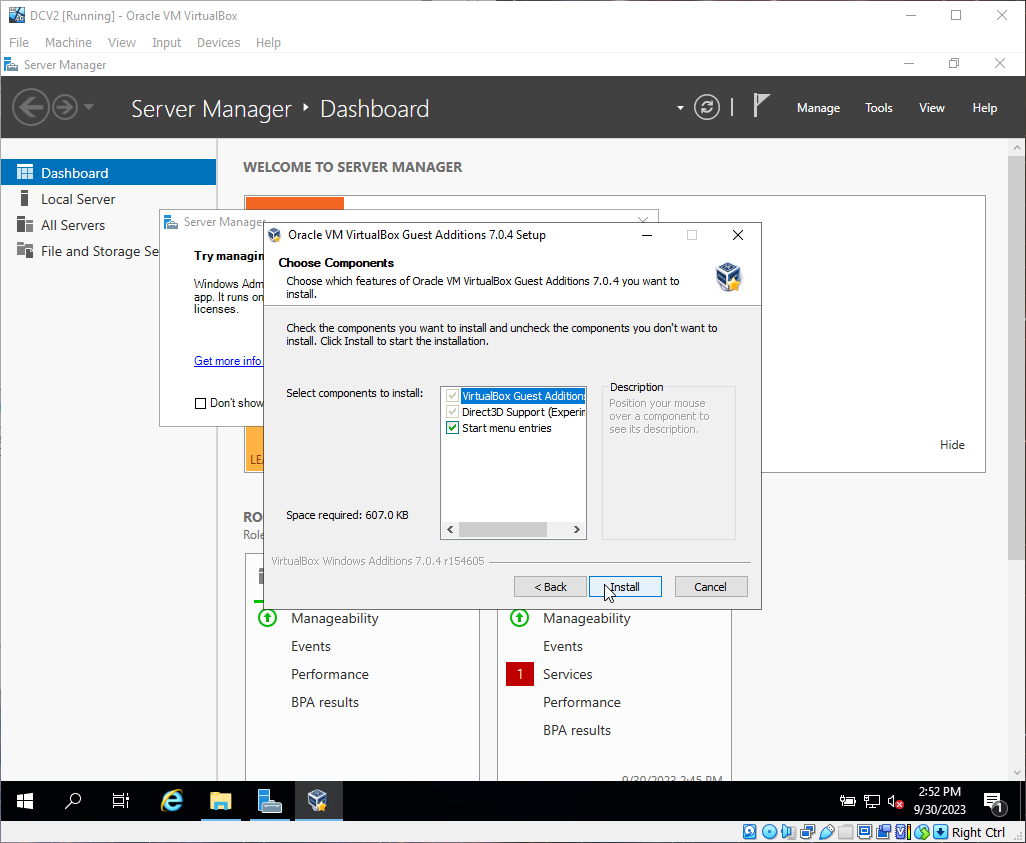 DCV2 [Running] - Oracle VM VirtualBox
File Machine View Input Devices Help
Server Manager
Server Manager Dashboard
Manage Tools View Help
WELCOME TO SERVER MANAGER
Dashboard
Local Server
All Servers
File and Storage Se
Server Manager
Try managin
Windows Adm
app. It runs on
licenses.
Get more info
Don't show
Oracle VM VirtualBox Guest Additions 7.0.4 Setup
Choose Components
Choose which features of Oracle VM VirtualBox Guest Additions 7.0.4 you want to
install.
Check the components you want to install and uncheck the components you don't want to
install. Click Install to start the installation.
Select components to install:
VirtualBox Guest Additions
Direct3D Support (Experim
Start menu entries
Description
Position your mouse
over a component to
see its description.
Space required: 607.0 KB
VirtualBox Windows Additions 7.0.4 r154605
< Back Install Cancel
LEA
Hide
RO
Role
Manageability
Events
Performance
BPA results
Manageability
Events
1 Services
Performance
BPA results
9/30/2023 2:45 PM
2:52 PM
9/30/2023
1
Right Ctrl